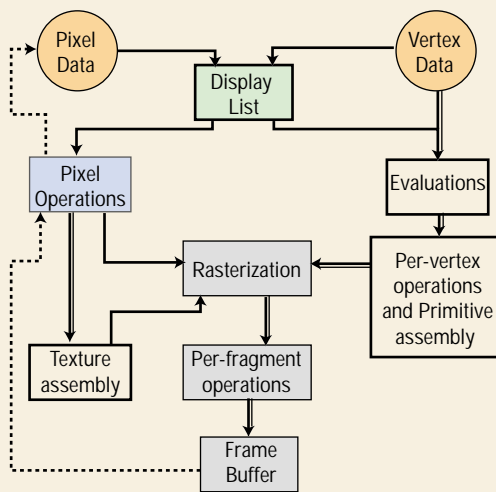 Pixel
Data
Vertex
Data
Display
List
Pixel
Operations
Evaluations
Rasterization
Per-vertex
operations
and Primitive
assembly
Texture
assembly
Per-fragment
operations
Frame
Buffer